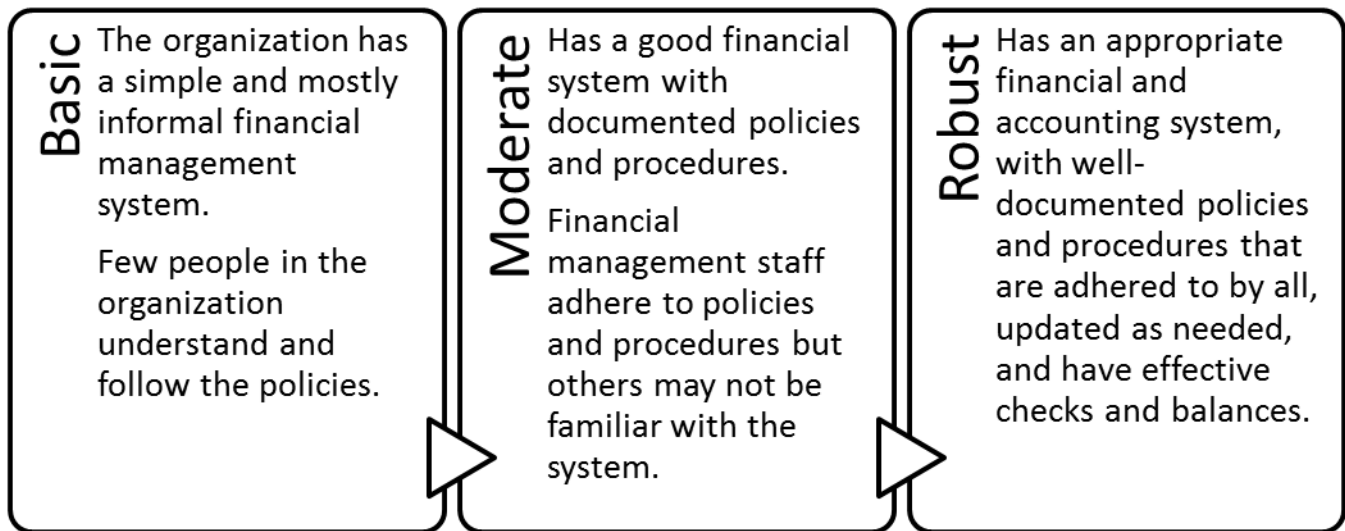 Basic
The organization has
a simple and mostly
informal financial
management
system.
Few people in the
organization
understand and
follow the policies.
Moderate
Has a good financial
system with
documented policies
and procedures.
Financial
management staff
adhere to policies
and procedures but
others may not be
familiar with the
system.
Robust
Has an appropriate
financial and
accounting system,
with well-
documented policies
and procedures that
are adhered to by all,
updated as needed,
and have effective
checks and balances.